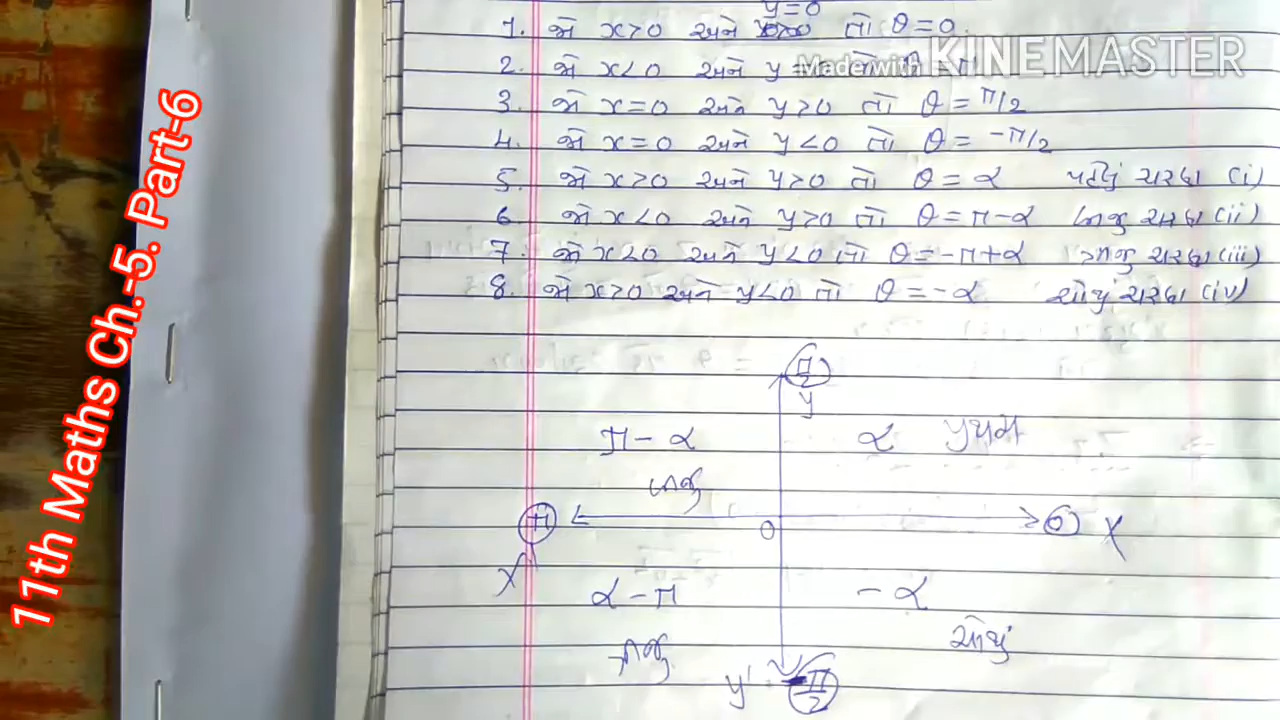 11th Maths Ch.-5. Part-6
Made with KINEMASTER
y=0
1. જો x>0 અને તો θ=0.
2. જો x<0 અને y
3. જો x=0 અને y>0 તો θ = π/2
4. જો x=0 અને y<0 તો θ = -π/2
5. જો x>0 અને y>0 તો θ = α પહેલું ચરણ (i)
6. જો x<0 અને y>0 તો θ = π-α બીજુ ચરણ (ii)
7. જો x<0 અને y<0 તો θ = -π+α ત્રીજુ ચરણ (iii)
8. જો x>0 અને y<0 તો θ = -α ચોથું ચરણ (iv)
π/2
y
π-α α પ્રથમ
બીજુ
π 0 0 X
X'
α-π -α
ત્રીજુ ચોથું
y' -π/2